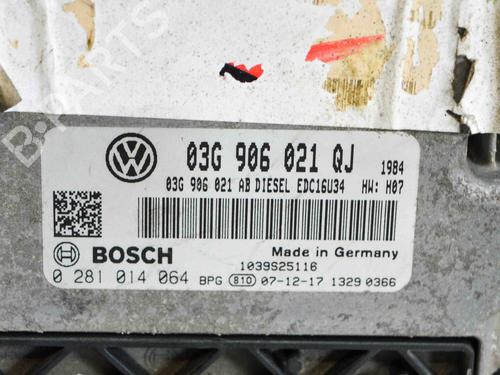 B-PARTS
03G 906 021 QJ 1984
03G 906 021 AB DIESEL EDC16U34 HW: H07
BOSCH Made in Germany
1039S25116
0 281 014 064 BPG 810 07-12-17 1329 0366